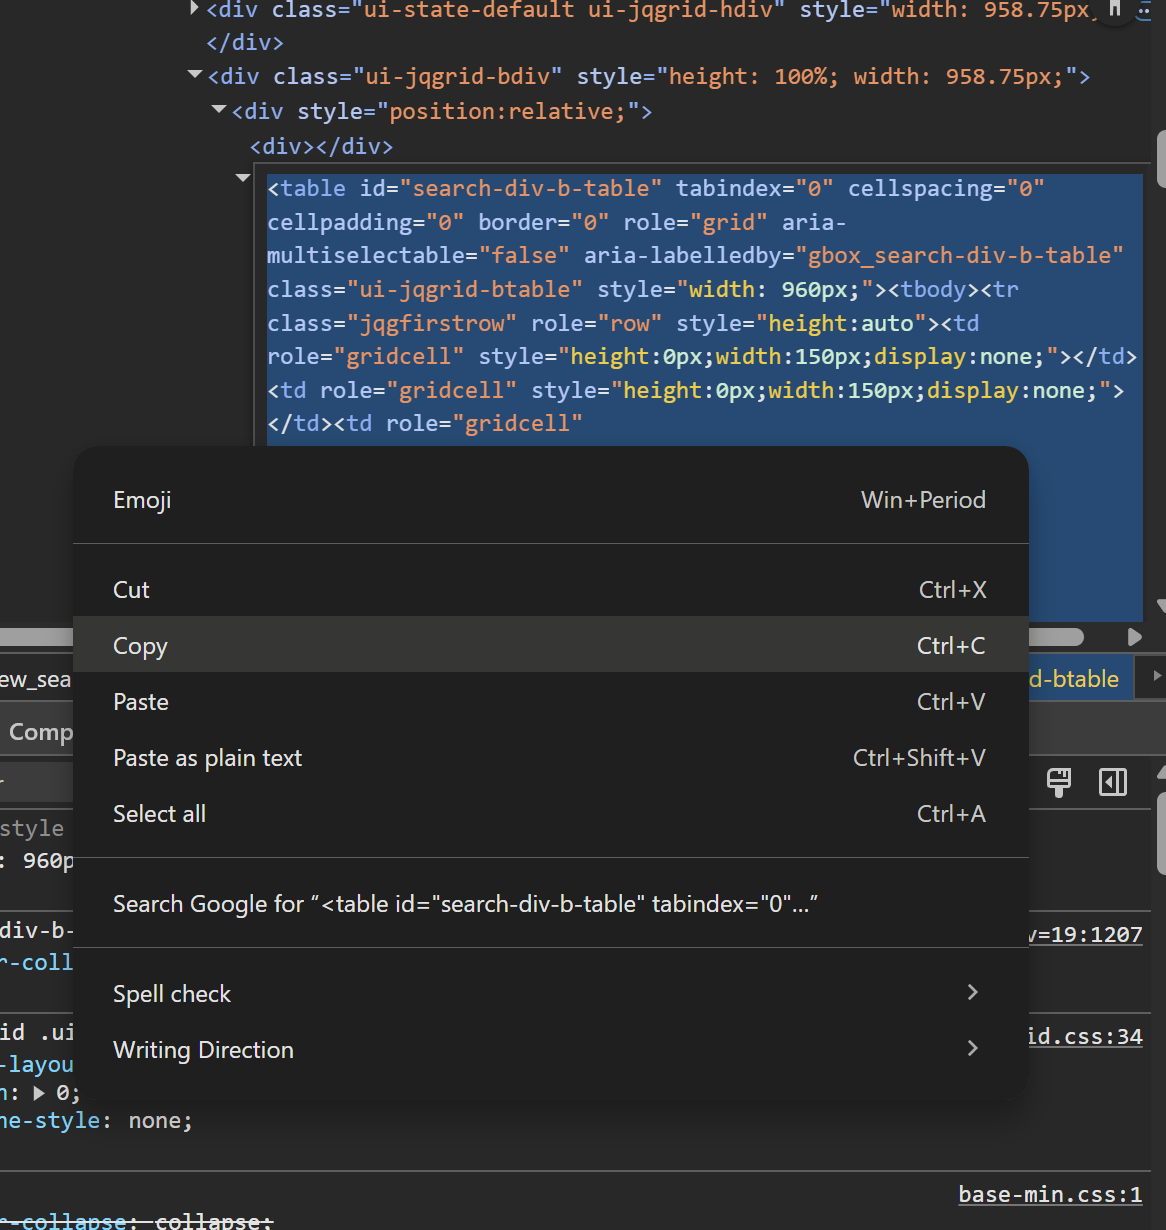 <div class="ui-state-default ui-jqgrid-hdiv" style="width: 958.75px;
</div>
<div class="ui-jqgrid-bdiv" style="height: 100%; width: 958.75px;">
<div style="position:relative;">
<div></div>
<table id="search-div-b-table" tabindex="0" cellspacing="0"
cellpadding="0" border="0" role="grid" aria-
multiselectable="false" aria-labelledby="gbox_search-div-b-table"
class="ui-jqgrid-btable" style="width: 960px;"><tbody><tr
class="jqgfirstrow" role="row" style="height:auto"><td
role="gridcell" style="height:0px;width:150px;display:none;"></td>
<td role="gridcell" style="height:0px;width:150px;display:none;">
</td><td role="gridcell"
Emoji Win+Period
Cut Ctrl+X
Copy Ctrl+C
Paste Ctrl+V
Paste as plain text Ctrl+Shift+V
Select all Ctrl+A
Search Google for “<table id="search-div-b-table" tabindex="0"...”
Spell check
Writing Direction
ew_sea d-btable
Comp
style
: 960p
div-b- v=19:1207
r-coll
id .ui id.css:34
-layou
n: 0;
ne-style: none;
base-min.css:1
r-collapse: collapse;